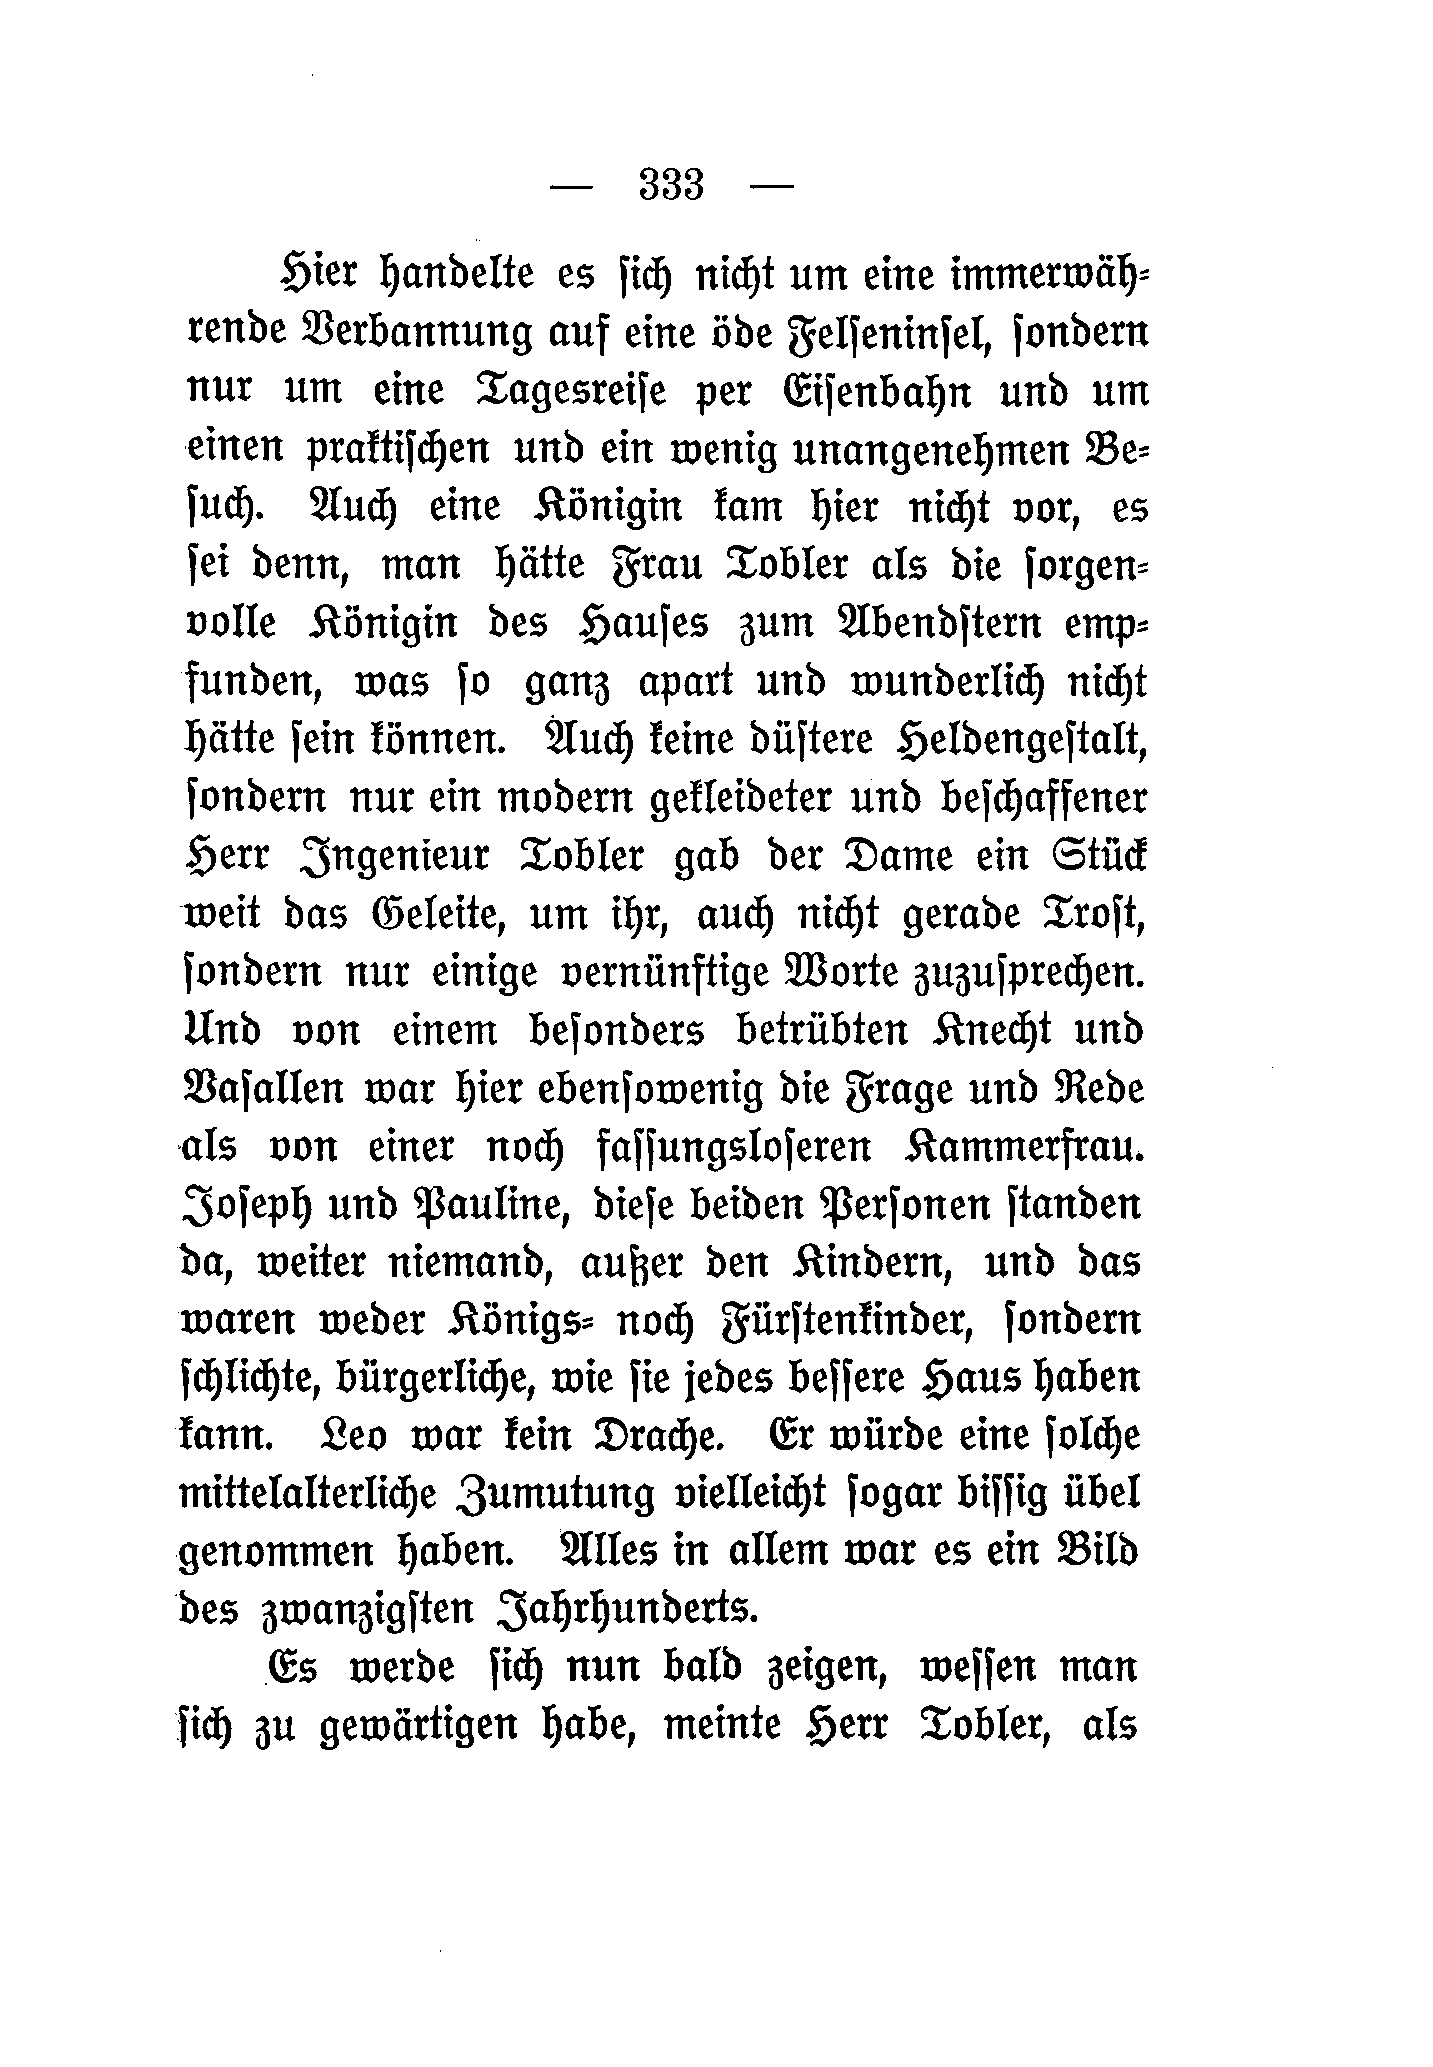 — 333 —
Hier handelte es ſich nicht um eine immerwäh-
rende Verbannung auf eine öde Felſeninſel, ſondern
nur um eine Tagesreiſe per Eiſenbahn und um
einen praktiſchen und ein wenig unangenehmen Be-
ſuch. Auch eine Königin kam hier nicht vor, es
ſei denn, man hätte Frau Tobler als die ſorgen-
volle Königin des Hauſes zum Abendſtern emp-
funden, was ſo ganz apart und wunderlich nicht
hätte ſein können. Auch keine düſtere Heldengeſtalt,
ſondern nur ein modern gekleideter und beſchaffener
Herr Ingenieur Tobler gab der Dame ein Stück
weit das Geleite, um ihr, auch nicht gerade Troſt,
ſondern nur einige vernünftige Worte zuzuſprechen.
Und von einem beſonders betrübten Knecht und
Vaſallen war hier ebenſowenig die Frage und Rede
als von einer noch faſſungsloſeren Kammerfrau.
Joſeph und Pauline, dieſe beiden Perſonen ſtanden
da, weiter niemand, außer den Kindern, und das
waren weder Königs- noch Fürſtenkinder, ſondern
ſchlichte, bürgerliche, wie ſie jedes beſſere Haus haben
kann. Leo war kein Drache. Er würde eine ſolche
mittelalterliche Zumutung vielleicht ſogar biſſig übel
genommen haben. Alles in allem war es ein Bild
des zwanzigſten Jahrhunderts.
Es werde ſich nun bald zeigen, weſſen man
ſich zu gewärtigen habe, meinte Herr Tobler, als